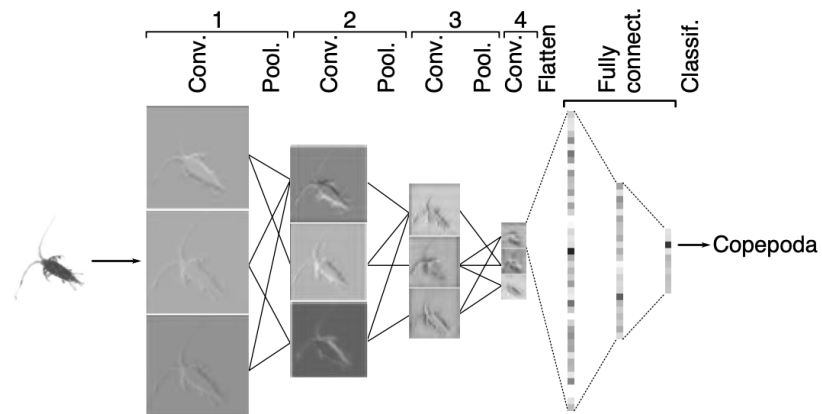 1 2 3 4
Conv. Pool. Conv. Pool. Conv. Pool. Conv. Flatten Fully connect. Classif.
Copepoda